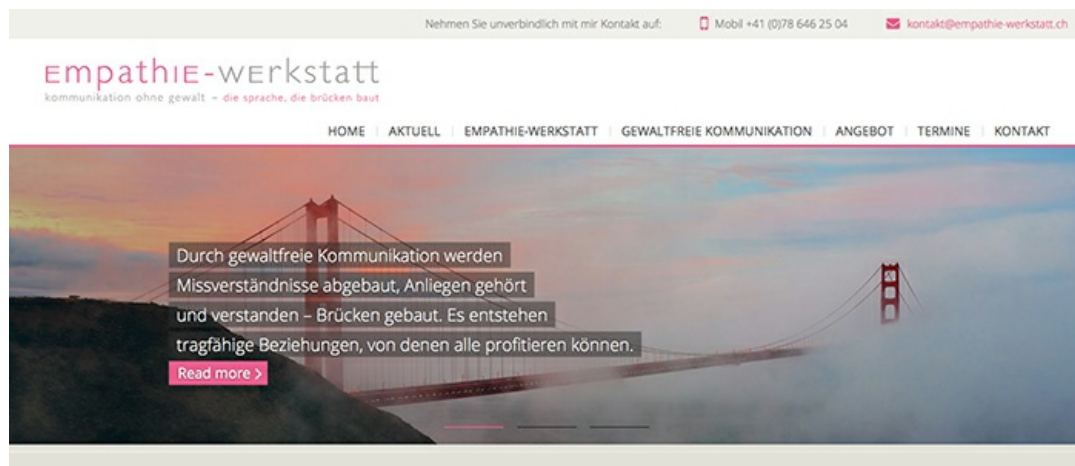 Nehmen Sie unverbindlich mit mir Kontakt auf: Mobil +41 (0)78 646 25 04 kontakt@empathie-werkstatt.ch
EmpathIE-wErkstatt
kommunikation ohne gewalt – die sprache, die brücken baut
HOME AKTUELL EMPATHIE-WERKSTATT GEWALTFREIE KOMMUNIKATION ANGEBOT TERMINE KONTAKT
Durch gewaltfreie Kommunikation werden
Missverständnisse abgebaut, Anliegen gehört
und verstanden – Brücken gebaut. Es entstehen
tragfähige Beziehungen, von denen alle profitieren können.
Read more >